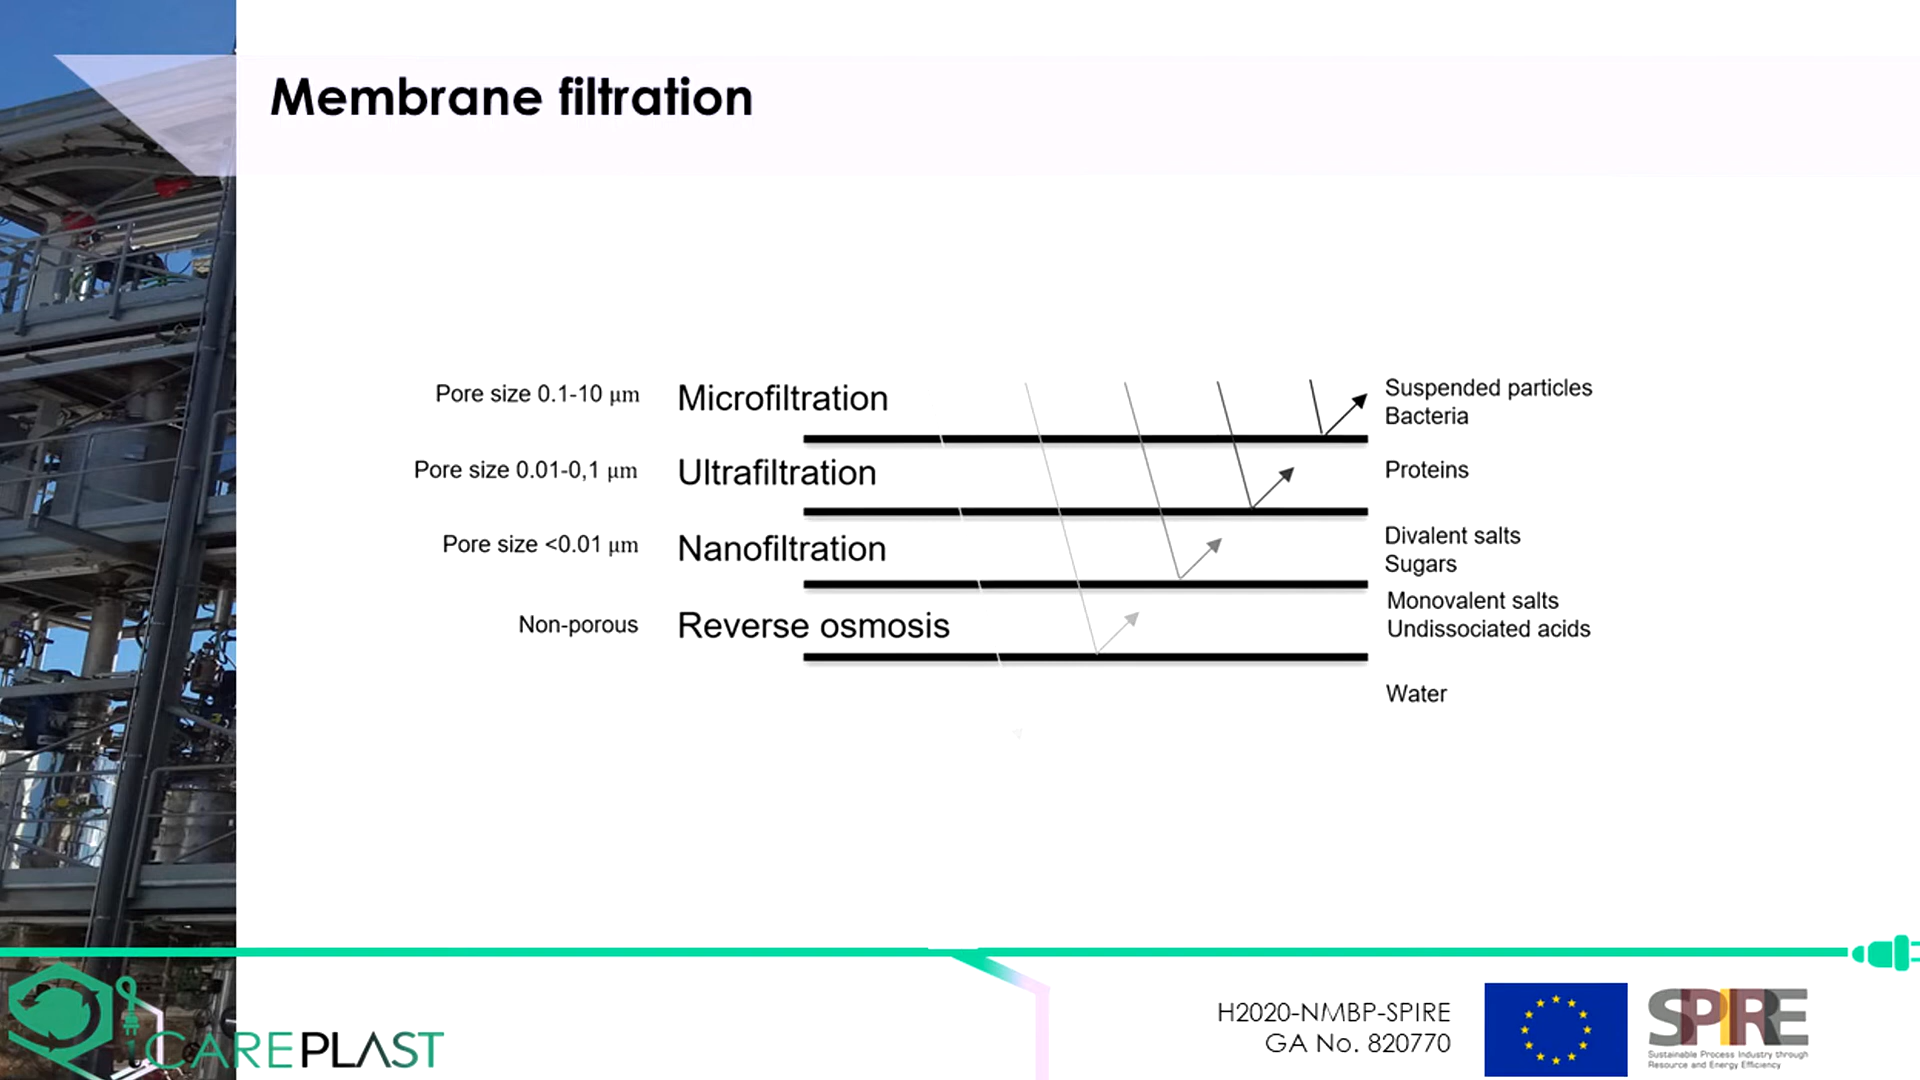 Membrane filtration
Pore size 0.1-10 μm
Microfiltration
Suspended particles
Bacteria
Pore size 0.01-0,1 μm
Ultrafiltration
Proteins
Pore size <0.01 μm
Nanofiltration
Divalent salts
Sugars
Non-porous
Reverse osmosis
Monovalent salts
Undissociated acids
Water
iCAREPLAST
H2020-NMBP-SPIRE
GA No. 820770
SPIRE
Sustainable Process Industry through
Resource and Energy Efficiency